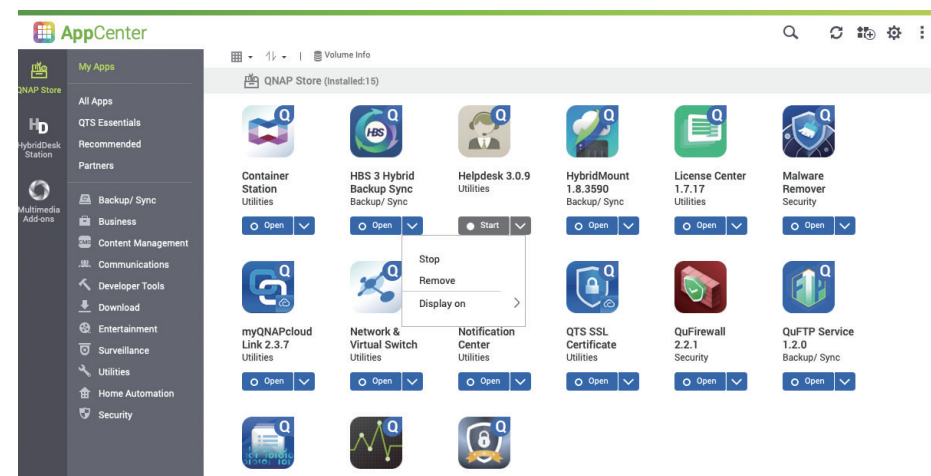 AppCenter
Volume Info
QNAP Store
HybridDesk
Station
Multimedia
Add-ons
My Apps
All Apps
QTS Essentials
Recommended
Partners
Backup/ Sync
Business
Content Management
Communications
Developer Tools
Download
Entertainment
Surveillance
Utilities
Home Automation
Security
QNAP Store (Installed:15)
Container
Station
Utilities
Open
HBS 3 Hybrid
Backup Sync
Backup/ Sync
Open
Helpdesk 3.0.9
Utilities
Start
HybridMount
1.8.3590
Backup/ Sync
Open
License Center
1.7.17
Utilities
Open
Malware
Remover
Security
Open
Stop
Remove
Display on
myQNAPcloud
Link 2.3.7
Utilities
Open
Network &
Virtual Switch
Utilities
Open
Notification
Center
Utilities
Open
QTS SSL
Certificate
Utilities
Open
QuFirewall
2.2.1
Security
Open
QuFTP Service
1.2.0
Backup/ Sync
Open